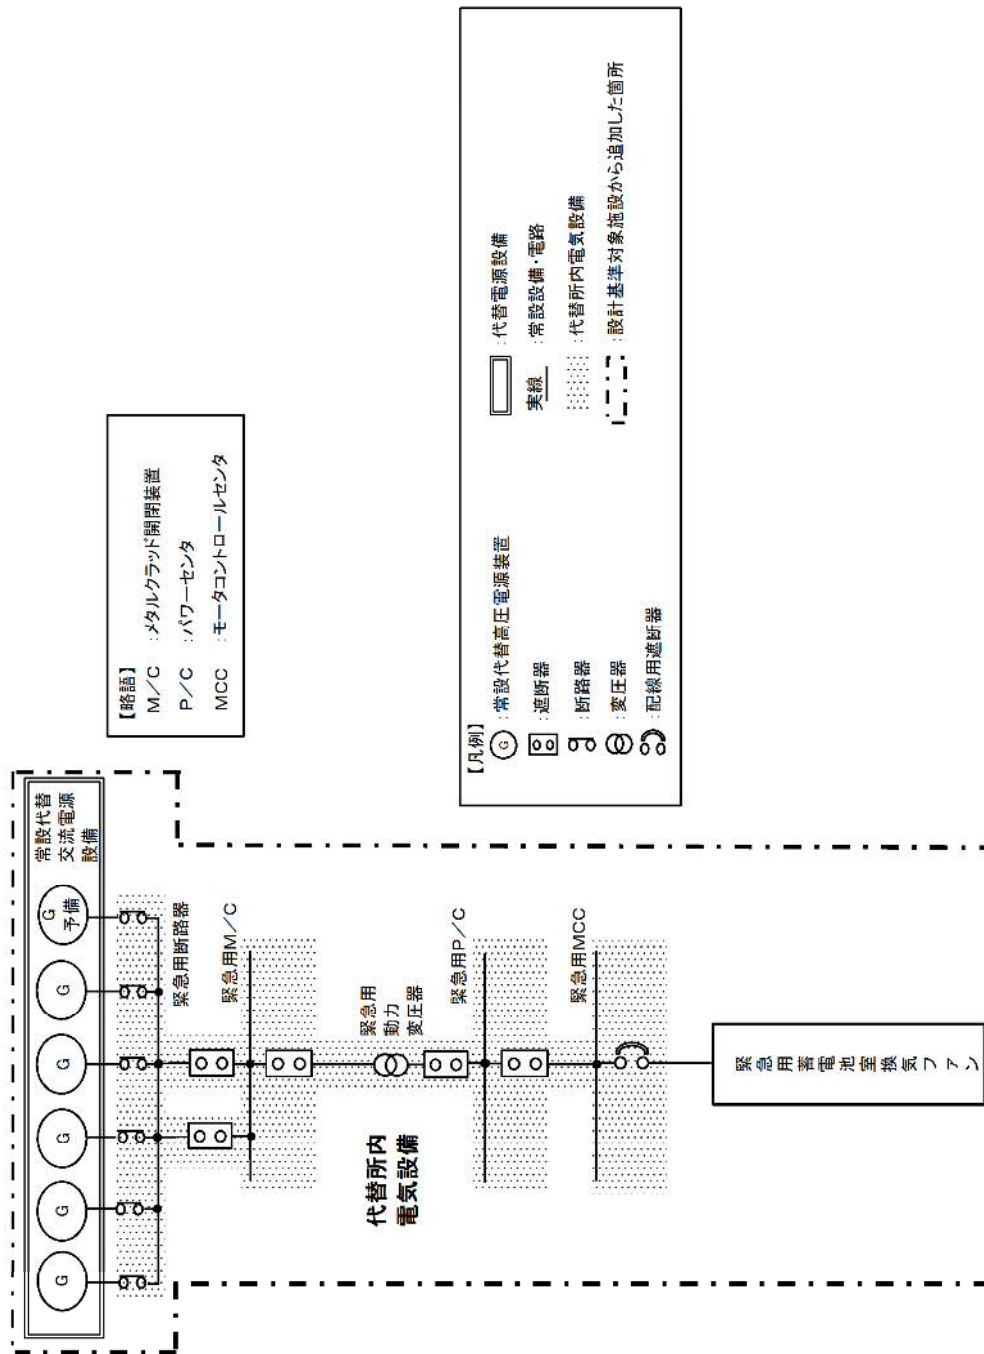 常設代替
交流電源
設備
G
G
G
G
G
G
予備
緊急用断路器
緊急用M/C
緊急用
動力
変圧器
緊急用P/C
緊急用MCC
代替所内
電気設備
緊急用蓄電池室換気ファン
【略語】
M/C :メタルクラッド開閉装置
P/C :パワーセンタ
MCC :モータコントロールセンタ
【凡例】
G :常設代替高圧電源装置
:遮断器
:断路器
:変圧器
:配線用遮断器
:代替電源設備
実線 :常設設備・電路
:代替所内電気設備
:設計基準対象施設から追加した箇所